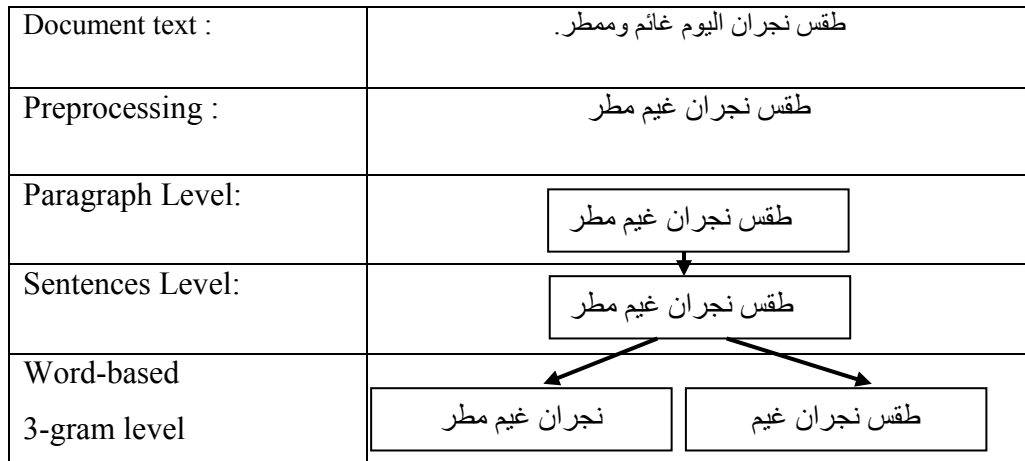 Document text :
طقس نجران اليوم غائم وممطر.
Preprocessing :
طقس نجران غيم مطر
Paragraph Level:
طقس نجران غيم مطر
Sentences Level:
طقس نجران غيم مطر
Word-based
3-gram level
طقس نجران غيم
نجران غيم مطر